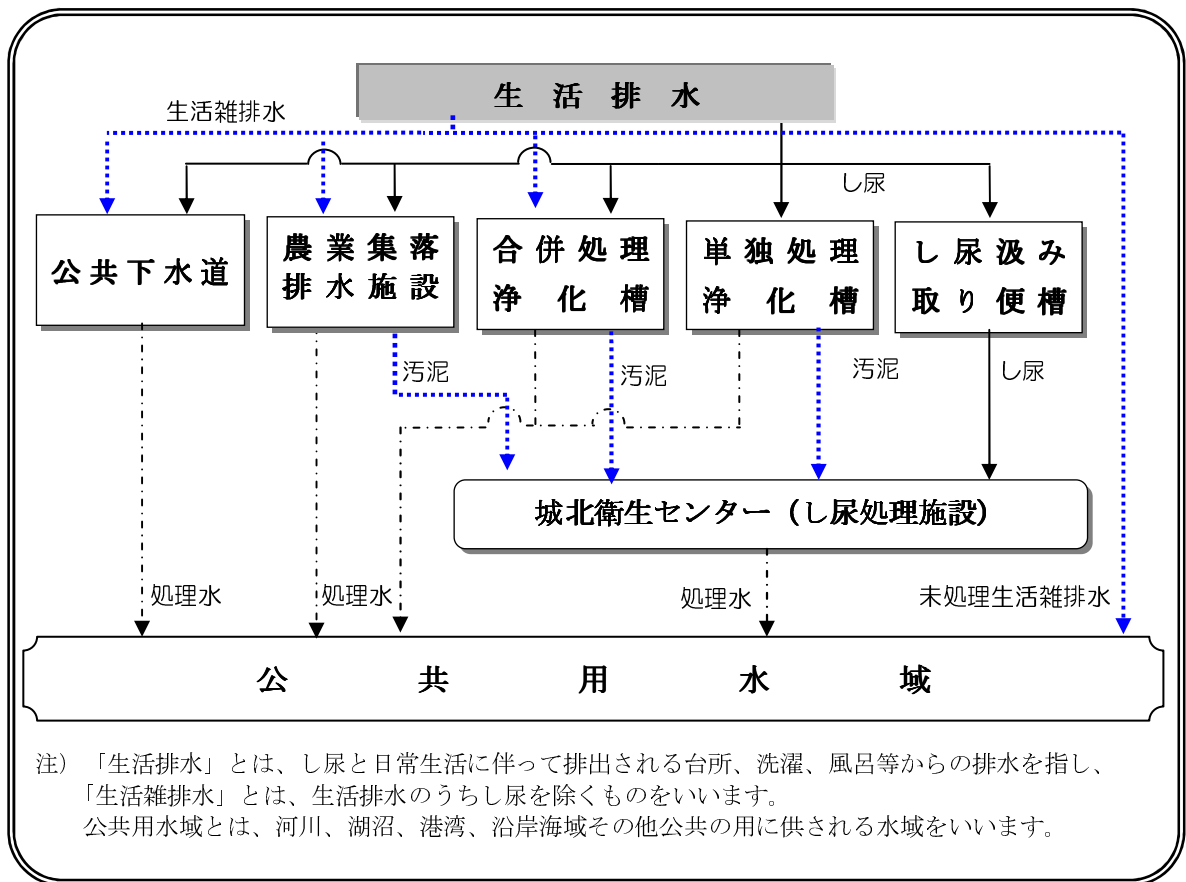 生活排水
生活雑排水
し尿
公共下水道
農業集落
排水施設
合併処理
浄化槽
単独処理
浄化槽
し尿汲み
取り便槽
汚泥
汚泥
汚泥
し尿
城北衛生センター（し尿処理施設）
処理水
処理水
処理水
未処理生活雑排水
公共用水域
注）「生活排水」とは、し尿と日常生活に伴って排出される台所、洗濯、風呂等からの排水を指し、
「生活雑排水」とは、生活排水のうちし尿を除くものをいいます。
公共用水域とは、河川、湖沼、港湾、沿岸海域その他公共の用に供される水域をいいます。